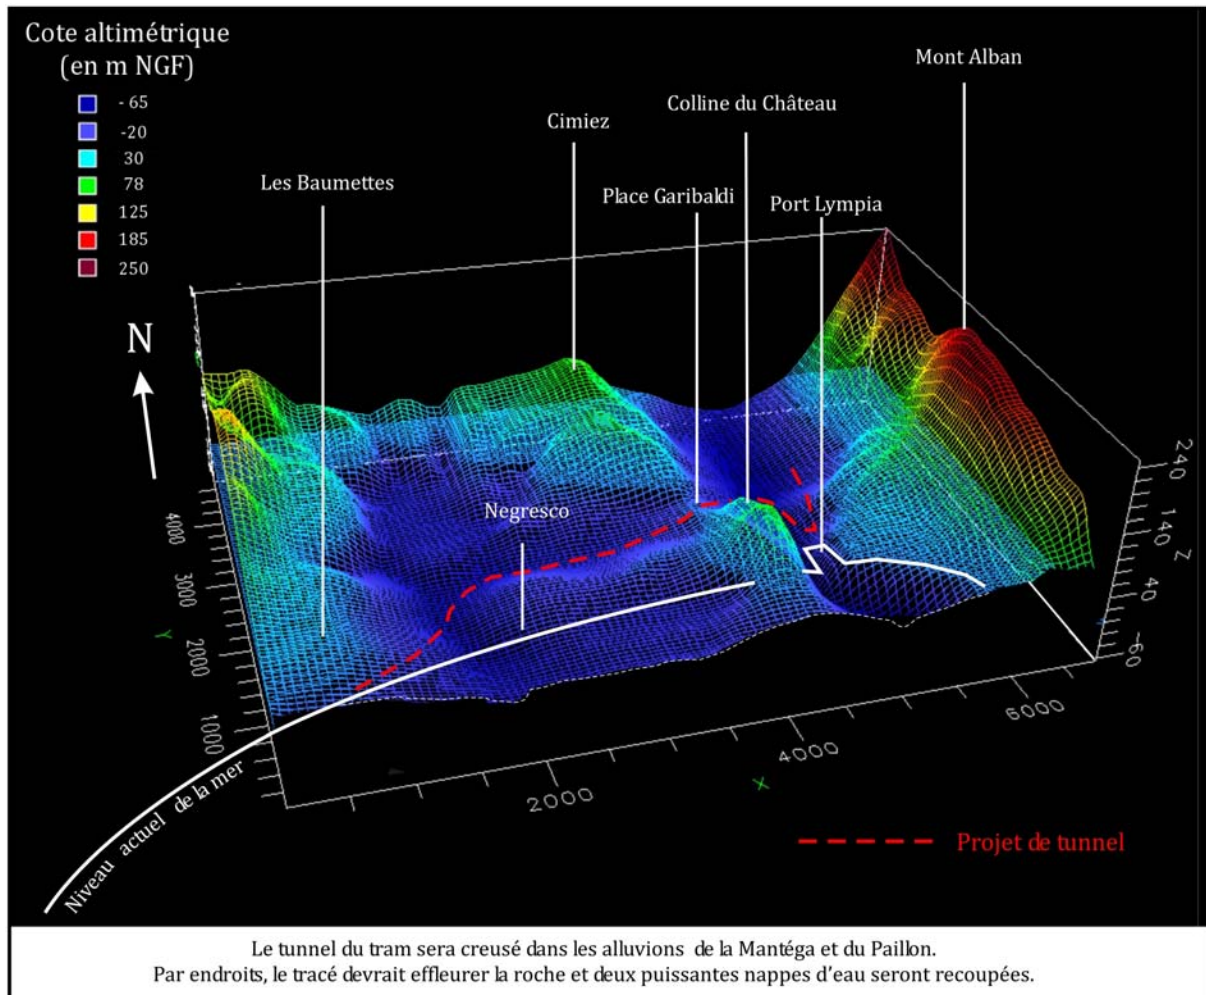 Cote altimétrique
(en m NGF)
- 65
-20
30
78
125
185
250
Mont Alban
Colline du Château
Cimiez
Les Baumettes
Place Garibaldi
Port Lympia
N
Negresco
240
140
Z
40
-60
4000
3000
Y
2000
1000
6000
4000
X
2000
Niveau actuel de la mer
Projet de tunnel
Le tunnel du tram sera creusé dans les alluvions de la Mantéga et du Paillon.
Par endroits, le tracé devrait effleurer la roche et deux puissantes nappes d'eau seront recoupées.